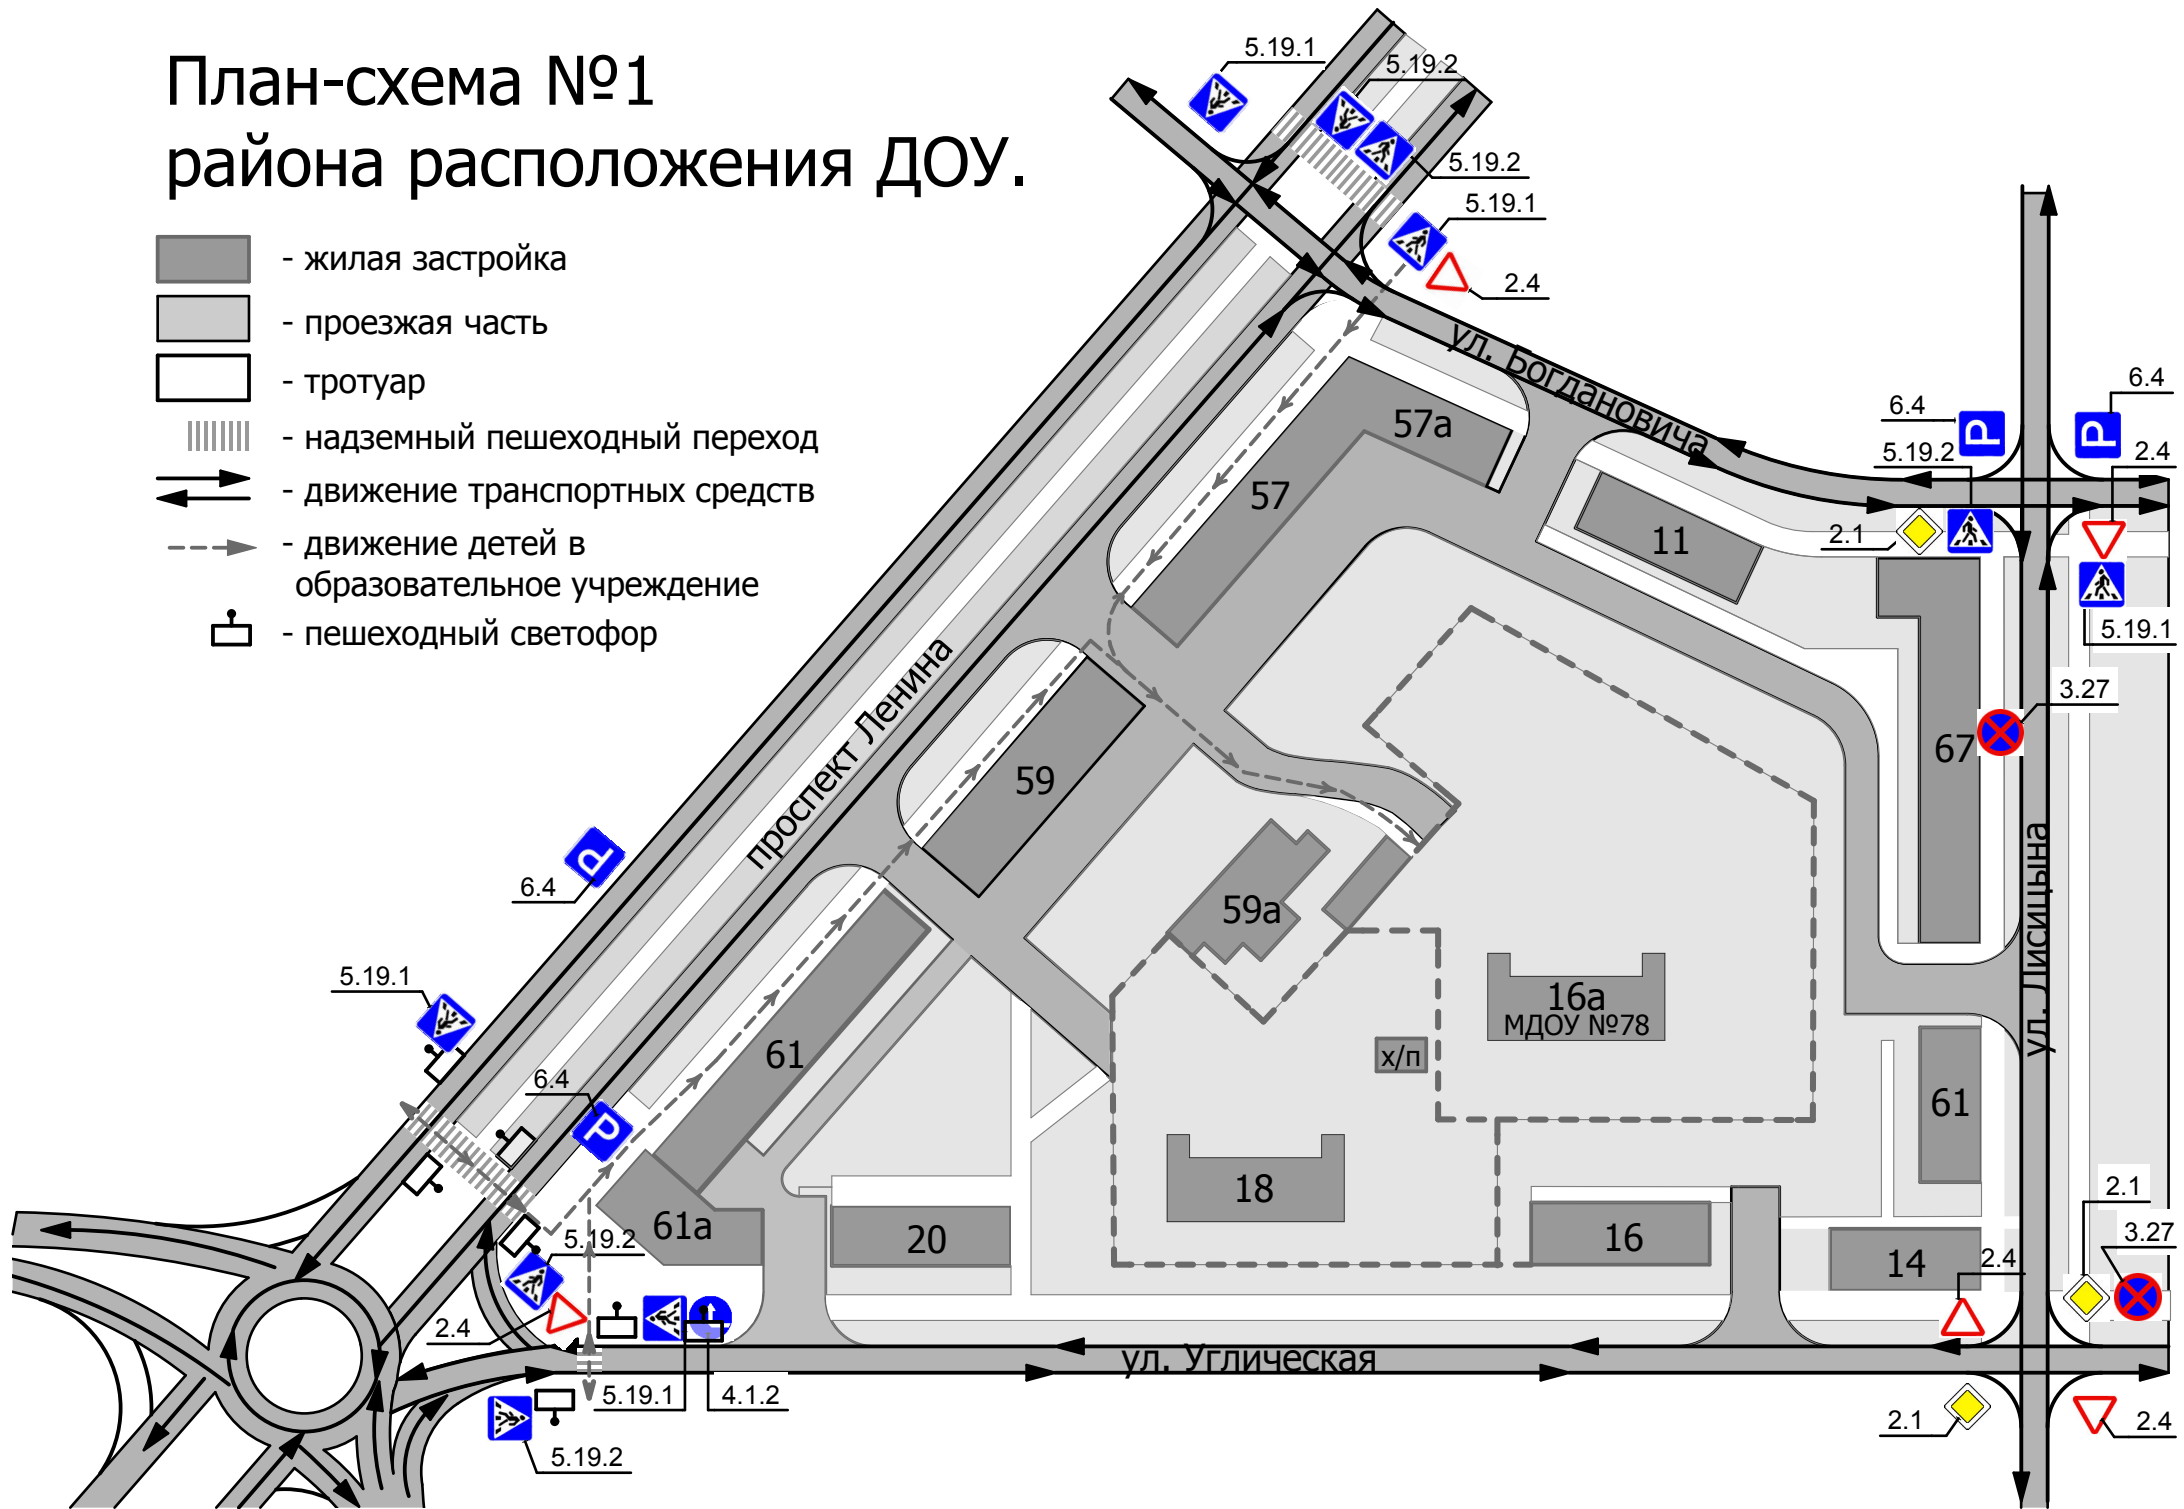 План-схема №1
района расположения ДОУ.
- жилая застройка
- проезжая часть
- тротуар
- надземный пешеходный переход
- движение транспортных средств
- движение детей в
образовательное учреждение
- пешеходный светофор
5.19.1
5.19.2
5.19.2
5.19.1
2.4
ул. Богдановича
6.4
6.4
P
P
5.19.2
2.4
2.1
5.19.1
3.27
57а
57
11
67
проспект Ленина
59
59а
ул. Лисицына
P
6.4
5.19.1
6.4
P
61
16а
МДОУ №78
х/п
61
18
61а
20
16
14
5.19.2
2.4
2.1
3.27
2.4
ул. Углическая
5.19.1
4.1.2
5.19.2
2.1
2.4